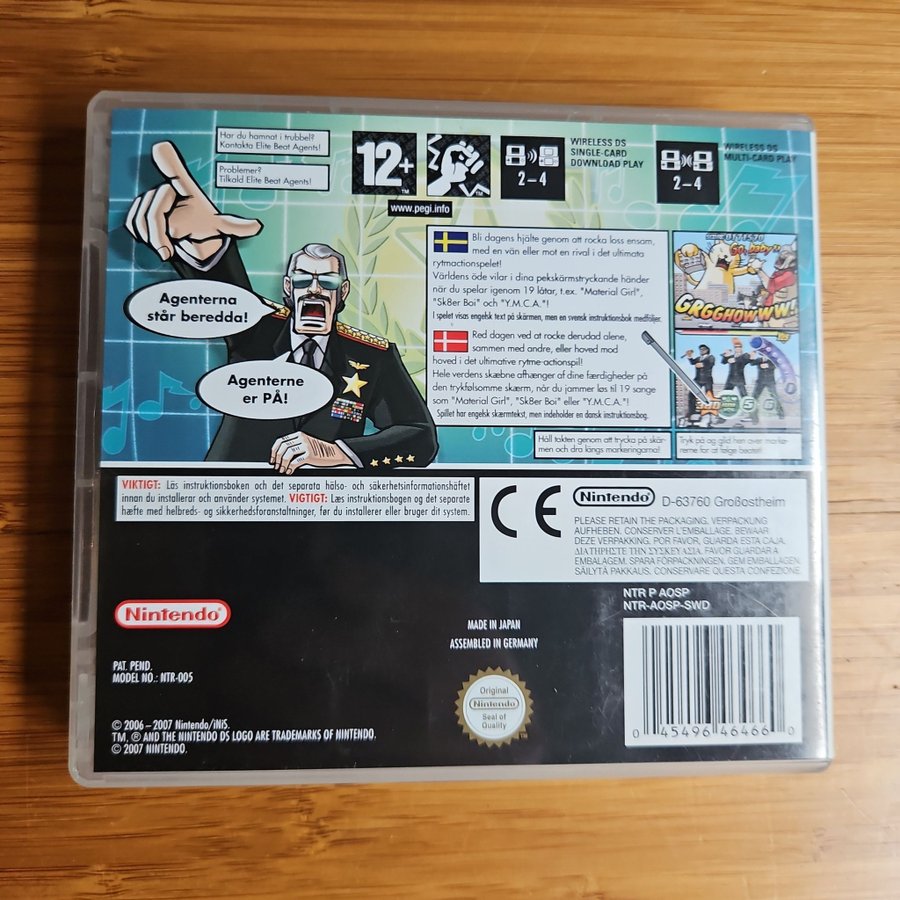 Har du hamnat i trubbel?
Kontakta Elite Beat Agents!
Problemer?
Tilkald Elite Beat Agents!
12+
TM
TM
www.pegi.info
2-4
WIRELESS DS
SINGLE-CARD
DOWNLOAD PLAY
2-4
WIRELESS DS
MULTI-CARD PLAY
Agenterna
står beredda!
Agenterne
er PÅ!
Bli dagens hjälte genom att rocka loss ensam,
med en vän eller mot en rival i det ultimata
rytmactionspelet!
Världens öde vilar i dina pekskärmstryckande händer
när du spelar igenom 19 låtar, t.ex. "Material Girl",
"Sk8er Boi" och "Y.M.C.A."!
I spelet visas engelsk text på skärmen, men en svensk instruktionsbok medföljer.
Red dagen ved at rocke derudad alene,
sammen med andre, eller hoved mod
hoved i det ultimative rytme-actionspil!
Hele verdens skæbne afhænger af dine færdigheder på
den trykfølsomme skærm, når du jammer løs til 19 sange
som "Material Girl", "Sk8er Boi" eller "Y.M.C.A."!
Spillet har engelsk skærmtekst, men indeholder en dansk instruktionsbog.
GRGGHOWWW!
Håll takten genom att trycka på skär-
men och dra längs markeringarna!
Tryk på og glid hen over markø-
rerne for at følge beatet!
VIKTIGT: Läs instruktionsboken och det separata hälso- och säkerhetsinformationshäftet
innan du installerar och använder systemet. VIGTIGT: Læs instruktionsbogen og det separate
hæfte med helbreds- og sikkerhedsforanstaltninger, før du installerer eller bruger dit system.
CE
Nintendo® D-63760 Großostheim
PLEASE RETAIN THE PACKAGING. VERPACKUNG
AUFHEBEN. CONSERVER L'EMBALLAGE. BEWAAR
DEZE VERPAKKING. POR FAVOR, GUARDA ESTA CAJA.
ΔΙΑΤΗΡΗΣΤΕ ΤΗΝ ΣΥΣΚΕΥΑΣΙΑ. FAVOR GUARDAR A
EMBALAGEM. SPARA FÖRPACKNINGEN. GEM EMBALLAGEN.
SÄILYTÄ PAKKAUS. CONSERVARE QUESTA CONFEZIONE.
NTR P AOSP
NTR-AOSP-SWD
Nintendo®
MADE IN JAPAN
ASSEMBLED IN GERMANY
PAT. PEND.
MODEL NO.: NTR-005
Original
Nintendo
Seal of
Quality
© 2006–2007 Nintendo/iNiS.
TM, ® AND THE NINTENDO DS LOGO ARE TRADEMARKS OF NINTENDO.
© 2007 NINTENDO.
0 45496 46466 0